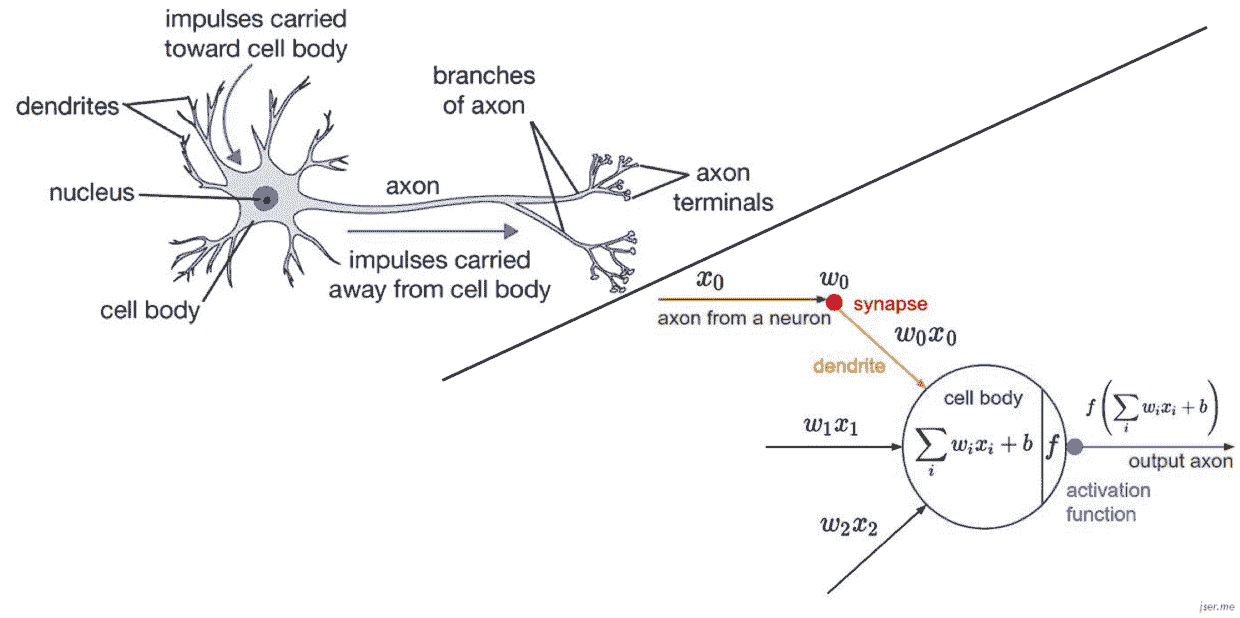 impulses carried
toward cell body
dendrites
nucleus
cell body
axon
impulses carried
away from cell body
branches
of axon
axon
terminals
x₀
w₀
synapse
axon from a neuron
w₀x₀
dendrite
w₁x₁
w₂x₂
cell body
∑ᵢ wᵢxᵢ + b
f
f(∑ᵢ wᵢxᵢ + b)
output axon
activation
function
jser.me